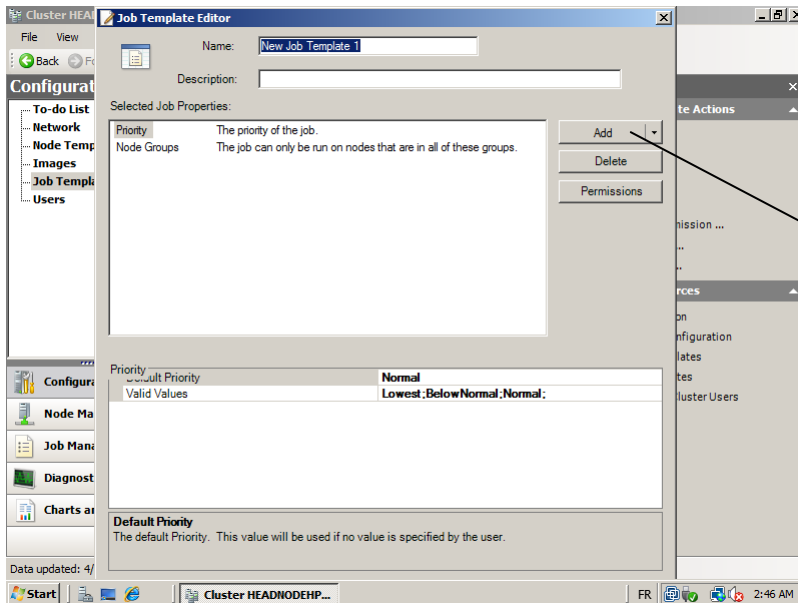 Cluster HEA
Job Template Editor
File View
Back
Configurat
To-do List
Network
Node Temp
Images
Job Templa
Users
Name: New Job Template 1
Description:
Selected Job Properties:
Priority The priority of the job.
Node Groups The job can only be run on nodes that are in all of these groups.
Add
Delete
Permissions
te Actions
nission ...
...
...
rces
on
nfiguration
lates
tes
luster Users
Configura
Node Ma
Job Mana
Diagnost
Charts a
Priority
Default Priority Normal
Valid Values Lowest;BelowNormal;Normal;
Default Priority
The default Priority. This value will be used if no value is specified by the user.
Data updated: 4/
Start
Cluster HEADNODEHP...
FR
2:46 AM